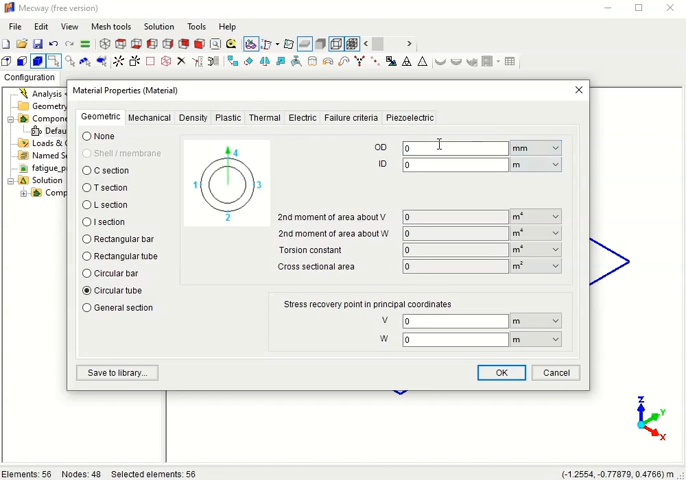 Mecway (free version)
File Edit View Mesh tools Solution Tools Help
Configuration
Analysis
Geometry
Compone
Defau
Loads & C
Named Se
fatigue_p
Solution
Comp
Material Properties (Material)
Geometric Mechanical Density Plastic Thermal Electric Failure criteria Piezoelectric
None
Shell / membrane
C section
T section
L section
I section
Rectangular bar
Rectangular tube
Circular bar
Circular tube
General section
4
1 3
2
OD 0 mm
ID 0 m
2nd moment of area about V 0 m⁴
2nd moment of area about W 0 m⁴
Torsion constant 0 m⁴
Cross sectional area 0 m²
Stress recovery point in principal coordinates
V 0 m
W 0 m
Save to library... OK Cancel
Z
Y
X
Elements: 56 Nodes: 48 Selected elements: 56 (-1.2554, -0.77879, 0.4766) m